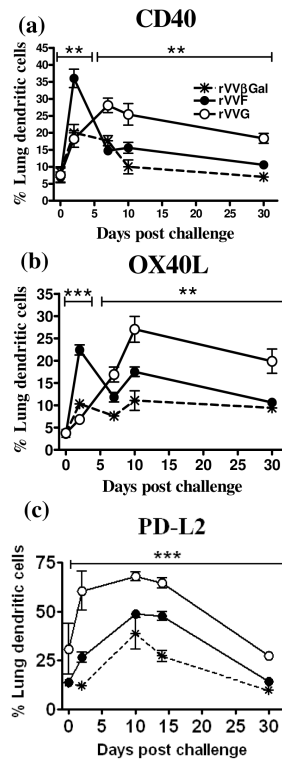 (a) CD40
** **
rVVβGal
rVVF
rVVG
% Lung dendritic cells
45
40
35
30
25
20
15
10
5
0
0 5 10 15 20 25 30
Days post challenge
(b) OX40L
*** **
% Lung dendritic cells
35
30
25
20
15
10
5
0
0 5 10 15 20 25 30
Days post challenge
(c)
PD-L2
***
% Lung dendritic cells
75
50
25
0
0 5 10 15 20 25 30
Days post challenge